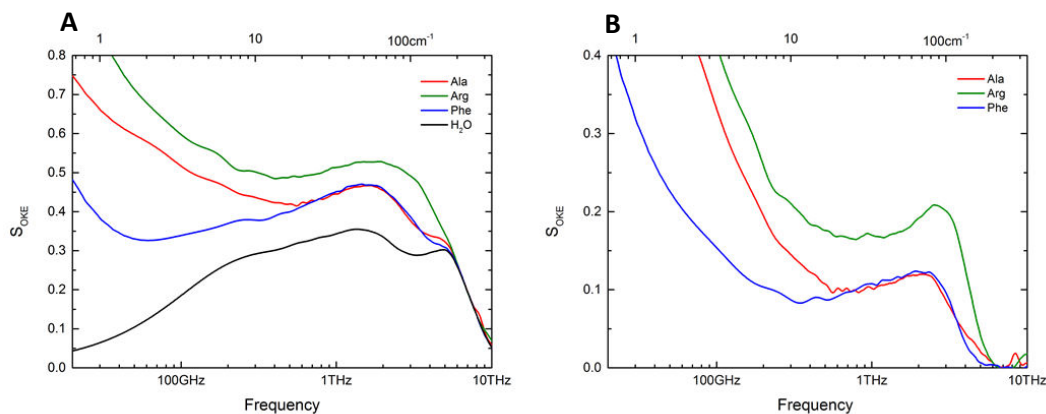 A
1 10 100cm⁻¹
0.8
0.7
0.6
0.5
0.4
0.3
0.2
0.1
0.0
S_OKE
Ala
Arg
Phe
H₂O
100GHz 1THz 10THz
Frequency
B
1 10 100cm⁻¹
0.4
0.3
0.2
0.1
0.0
S_OKE
Ala
Arg
Phe
100GHz 1THz 10THz
Frequency